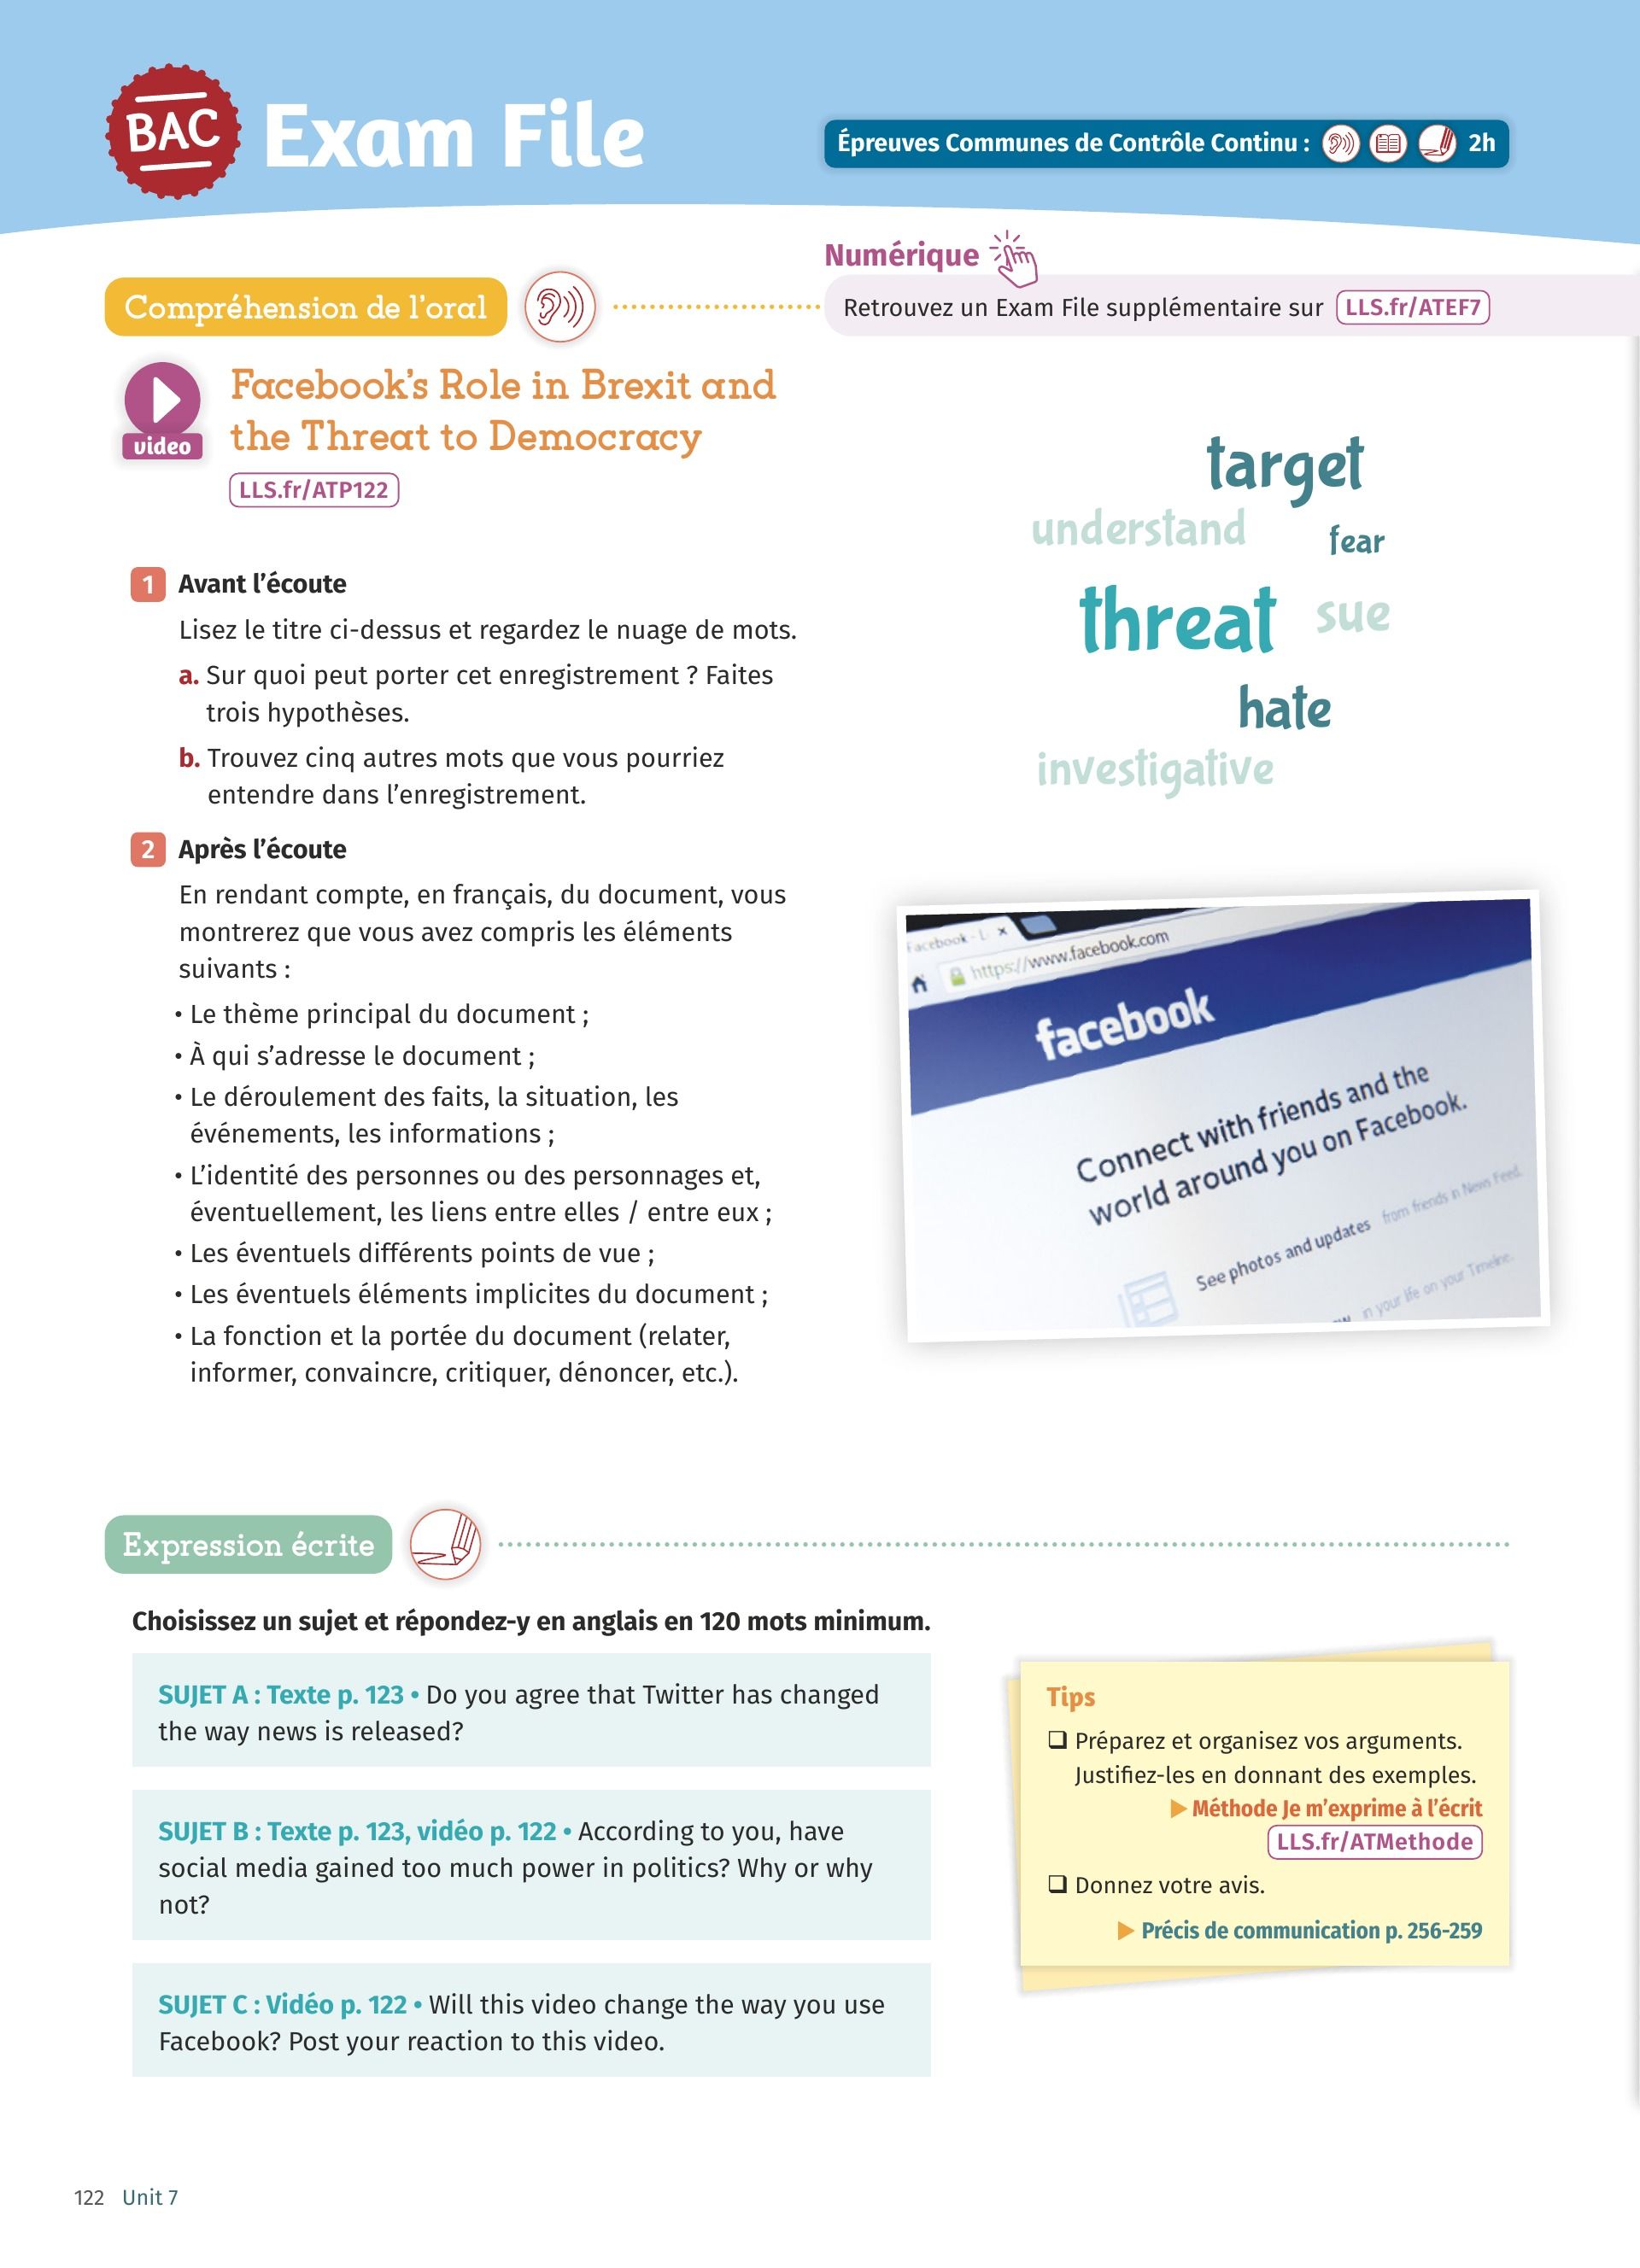 BAC
Exam File
Épreuves Communes de Contrôle Continu : 2h
Numérique
Retrouvez un Exam File supplémentaire sur LLS.fr/ATEF7
Compréhension de l'oral
video
Facebook's Role in Brexit and
the Threat to Democracy
LLS.fr/ATP122
target
understand
fear
threat
sue
hate
investigative
1 Avant l'écoute
Lisez le titre ci-dessus et regardez le nuage de mots.
a. Sur quoi peut porter cet enregistrement ? Faites
trois hypothèses.
b. Trouvez cinq autres mots que vous pourriez
entendre dans l'enregistrement.
2 Après l'écoute
En rendant compte, en français, du document, vous
montrerez que vous avez compris les éléments
suivants :
• Le thème principal du document ;
• À qui s'adresse le document ;
• Le déroulement des faits, la situation, les
événements, les informations ;
• L'identité des personnes ou des personnages et,
éventuellement, les liens entre elles / entre eux ;
• Les éventuels différents points de vue ;
• Les éventuels éléments implicites du document ;
• La fonction et la portée du document (relater,
informer, convaincre, critiquer, dénoncer, etc.).
Facebook - L
https://www.facebook.com
facebook
Connect with friends and the
world around you on Facebook.
See photos and updates from friends in News Feed.
in your life on your Timeline.
Expression écrite
Choisissez un sujet et répondez-y en anglais en 120 mots minimum.
SUJET A : Texte p. 123 • Do you agree that Twitter has changed
the way news is released?
SUJET B : Texte p. 123, vidéo p. 122 • According to you, have
social media gained too much power in politics? Why or why
not?
SUJET C : Vidéo p. 122 • Will this video change the way you use
Facebook? Post your reaction to this video.
Tips
❑ Préparez et organisez vos arguments.
Justifiez-les en donnant des exemples.
▶ Méthode Je m'exprime à l'écrit
LLS.fr/ATMethode
❑ Donnez votre avis.
▶ Précis de communication p. 256-259
122 Unit 7